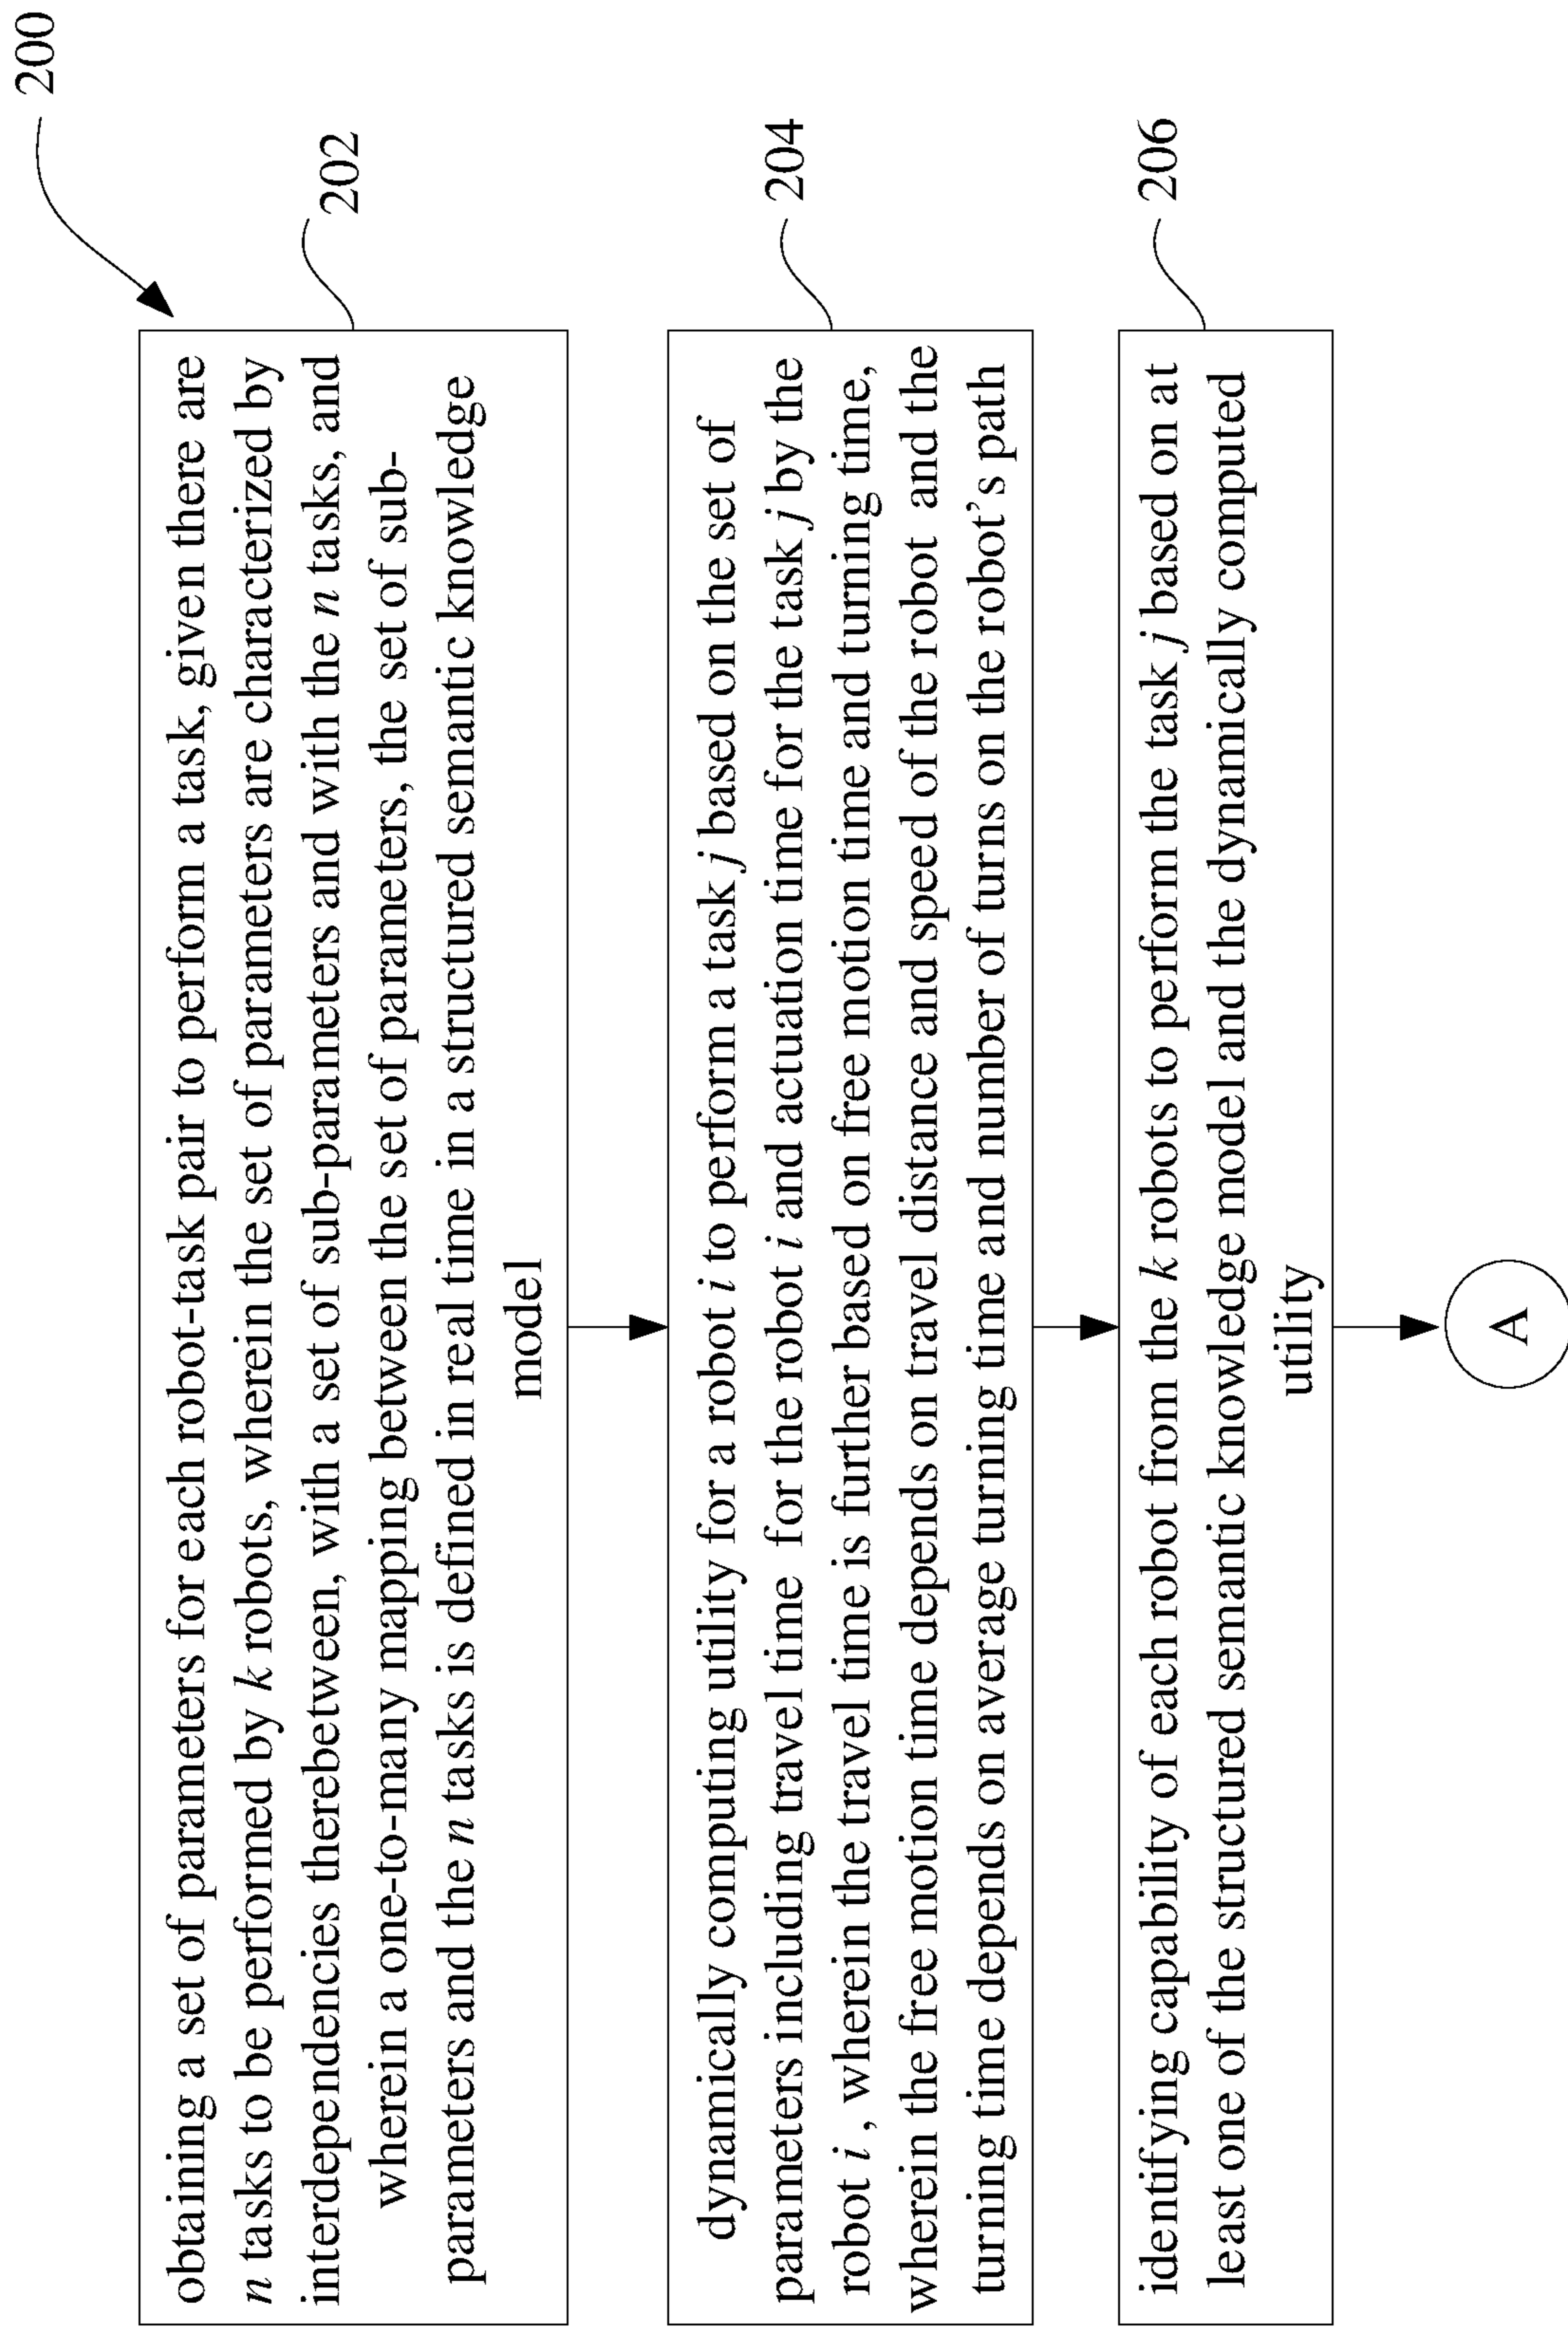 200
obtaining a set of parameters for each robot-task pair to perform a task, given there are
n tasks to be performed by k robots, wherein the set of parameters are characterized by
interdependencies therebetween, with a set of sub-parameters and with the n tasks, and
wherein a one-to-many mapping between the set of parameters, the set of sub-
parameters and the n tasks is defined in real time in a structured semantic knowledge
model
202
dynamically computing utility for a robot i to perform a task j based on the set of
parameters including travel time for the robot i and actuation time for the task j by the
robot i , wherein the travel time is further based on free motion time and turning time,
wherein the free motion time depends on travel distance and speed of the robot and the
turning time depends on average turning time and number of turns on the robot’s path
204
identifying capability of each robot from the k robots to perform the task j based on at
least one of the structured semantic knowledge model and the dynamically computed
utility
206
A